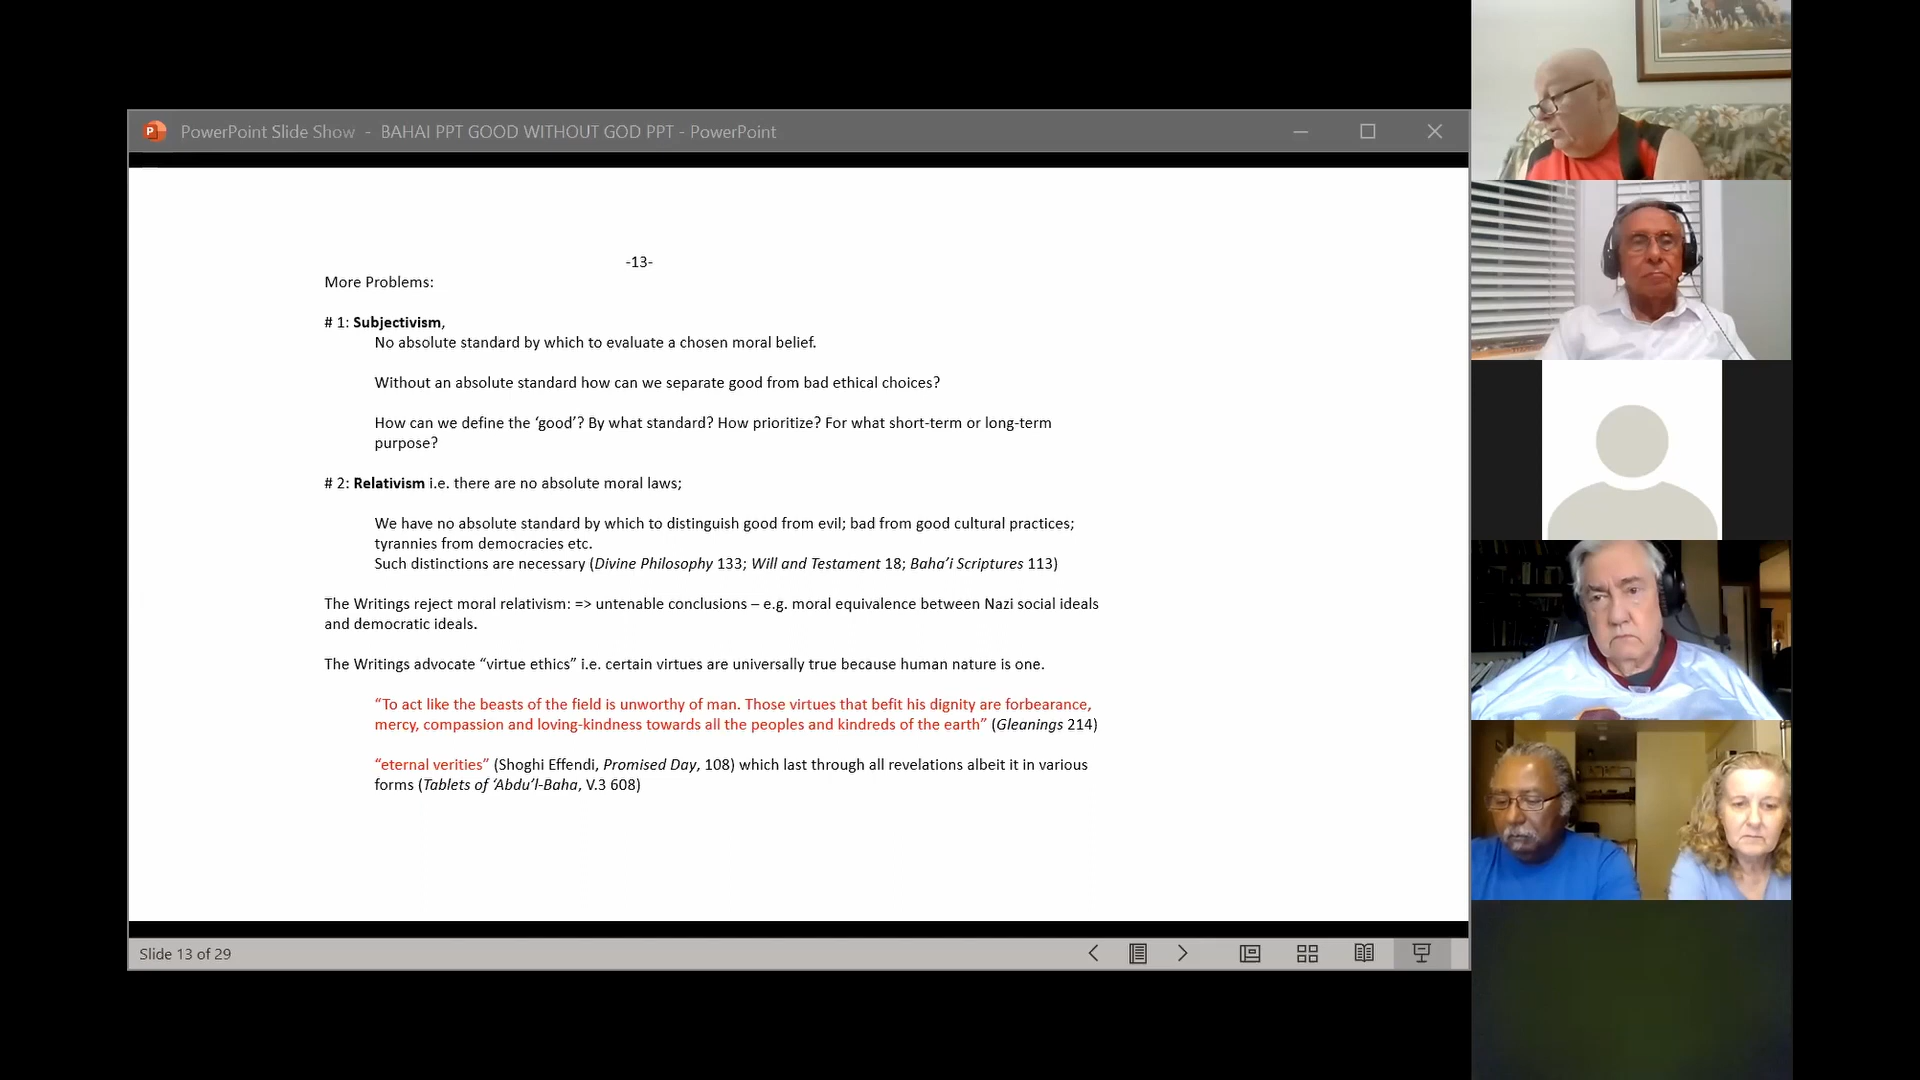 PowerPoint Slide Show - BAHAI PPT GOOD WITHOUT GOD PPT - PowerPoint
-13-
More Problems:
# 1: Subjectivism,
No absolute standard by which to evaluate a chosen moral belief.
Without an absolute standard how can we separate good from bad ethical choices?
How can we define the ‘good’? By what standard? How prioritize? For what short-term or long-term
purpose?
# 2: Relativism i.e. there are no absolute moral laws;
We have no absolute standard by which to distinguish good from evil; bad from good cultural practices;
tyrannies from democracies etc.
Such distinctions are necessary (Divine Philosophy 133; Will and Testament 18; Baha’i Scriptures 113)
The Writings reject moral relativism: => untenable conclusions – e.g. moral equivalence between Nazi social ideals
and democratic ideals.
The Writings advocate “virtue ethics” i.e. certain virtues are universally true because human nature is one.
“To act like the beasts of the field is unworthy of man. Those virtues that befit his dignity are forbearance,
mercy, compassion and loving-kindness towards all the peoples and kindreds of the earth” (Gleanings 214)
“eternal verities” (Shoghi Effendi, Promised Day, 108) which last through all revelations albeit it in various
forms (Tablets of ‘Abdu’l-Baha, V.3 608)
Slide 13 of 29